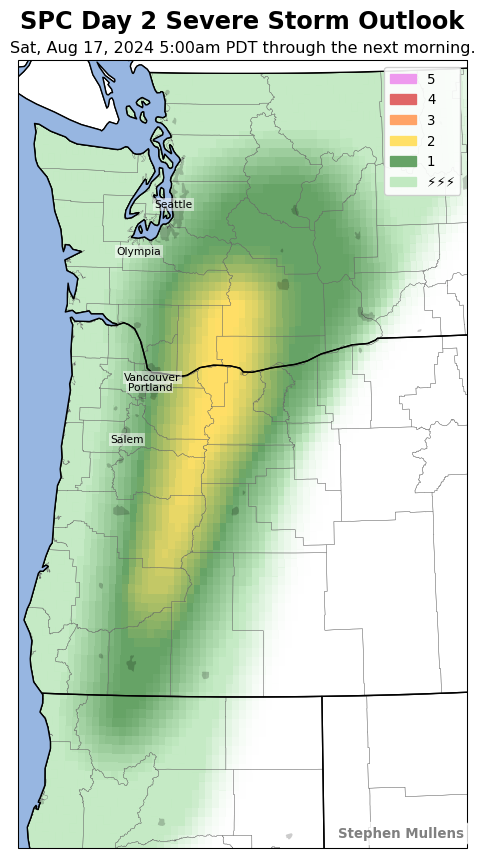 SPC Day 2 Severe Storm Outlook
Sat, Aug 17, 2024 5:00am PDT through the next morning.
5
4
3
2
1
⚡⚡⚡
Seattle
Olympia
Vancouver
Portland
Salem
Stephen Mullens